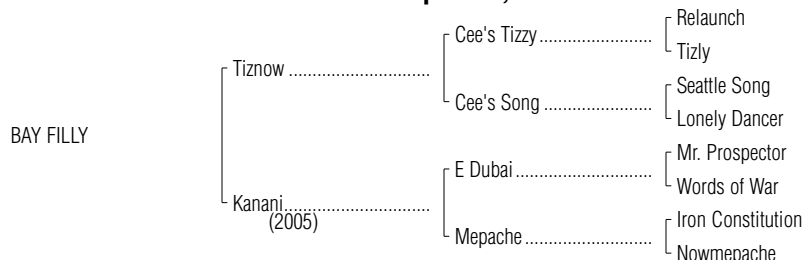 Relaunch
Cee's Tizzy........................
Tizly
Tiznow ................................
Seattle Song
Cee's Song .......................
Lonely Dancer
BAY FILLY
Mr. Prospector
E Dubai.............................
Words of War
Kanani.................................
(2005)
Iron Constitution
Mepache...........................
Nowmepache